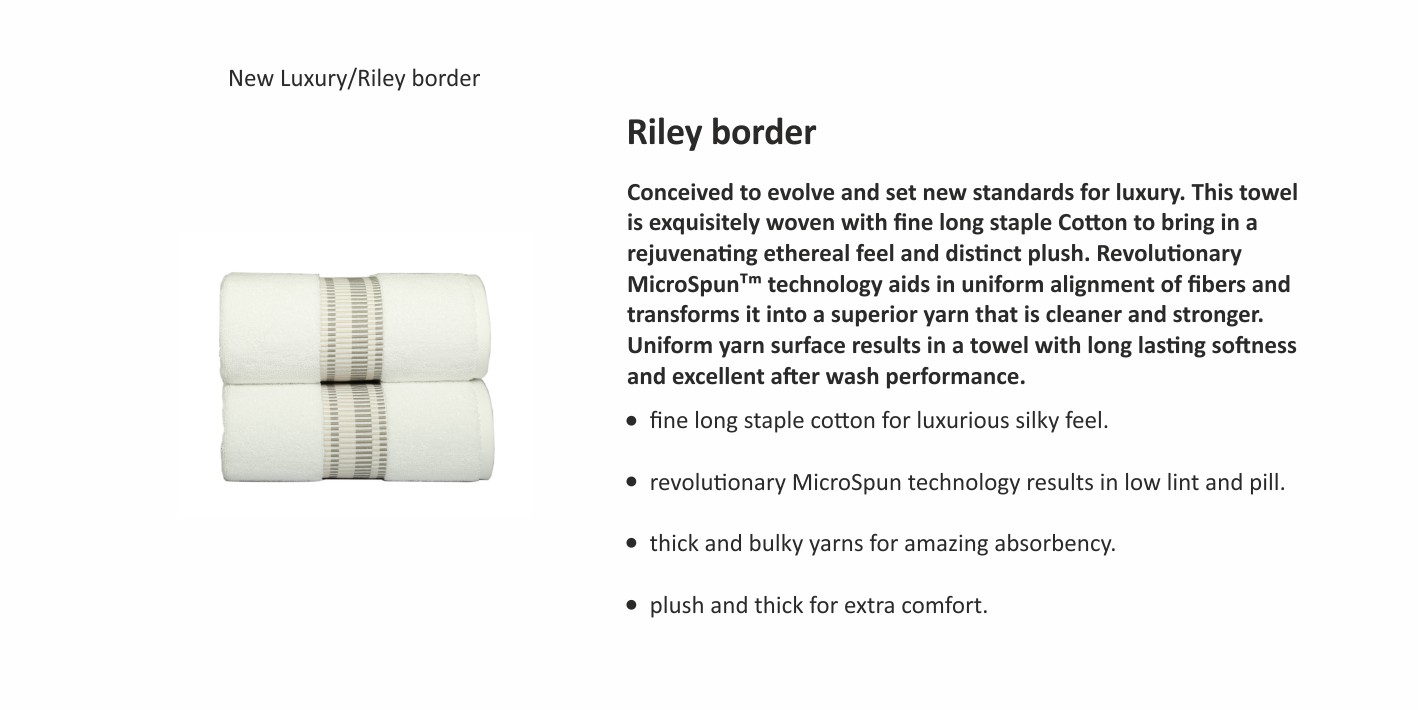 New Luxury/Riley border
Riley border
Conceived to evolve and set new standards for luxury. This towel
is exquisitely woven with fine long staple Cotton to bring in a
rejuvenating ethereal feel and distinct plush. Revolutionary
MicroSpunTm technology aids in uniform alignment of fibers and
transforms it into a superior yarn that is cleaner and stronger.
Uniform yarn surface results in a towel with long lasting softness
and excellent after wash performance.
• fine long staple cotton for luxurious silky feel.
• revolutionary MicroSpun technology results in low lint and pill.
• thick and bulky yarns for amazing absorbency.
• plush and thick for extra comfort.